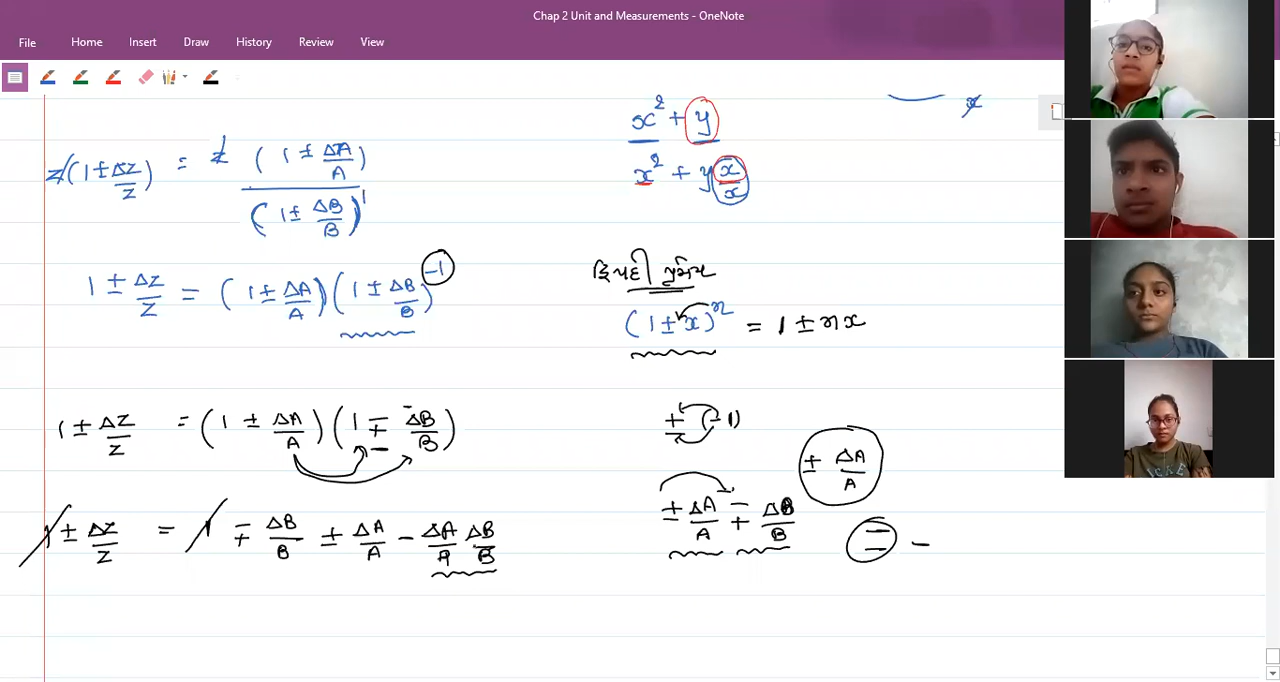 Chap 2 Unit and Measurements - OneNote
File Home Insert Draw History Review View
x² + y
x² + y x/x
x
z(1 ± ΔZ/Z) = z (1 ± ΔA/A) / (1 ± ΔB/B)¹
1 ± ΔZ/Z = (1 ± ΔA/A)(1 ± ΔB/B)⁻¹
(1 ± x)ⁿ = 1 ± nx
1 ± ΔZ/Z = (1 ± ΔA/A)(1 ∓ ΔB/B)
± (-1)
± ΔA/A
1 ± ΔZ/Z = 1 ∓ ΔB/B ± ΔA/A - ΔA/A ΔB/B
± ΔA/A ∓ ΔB/B
= -